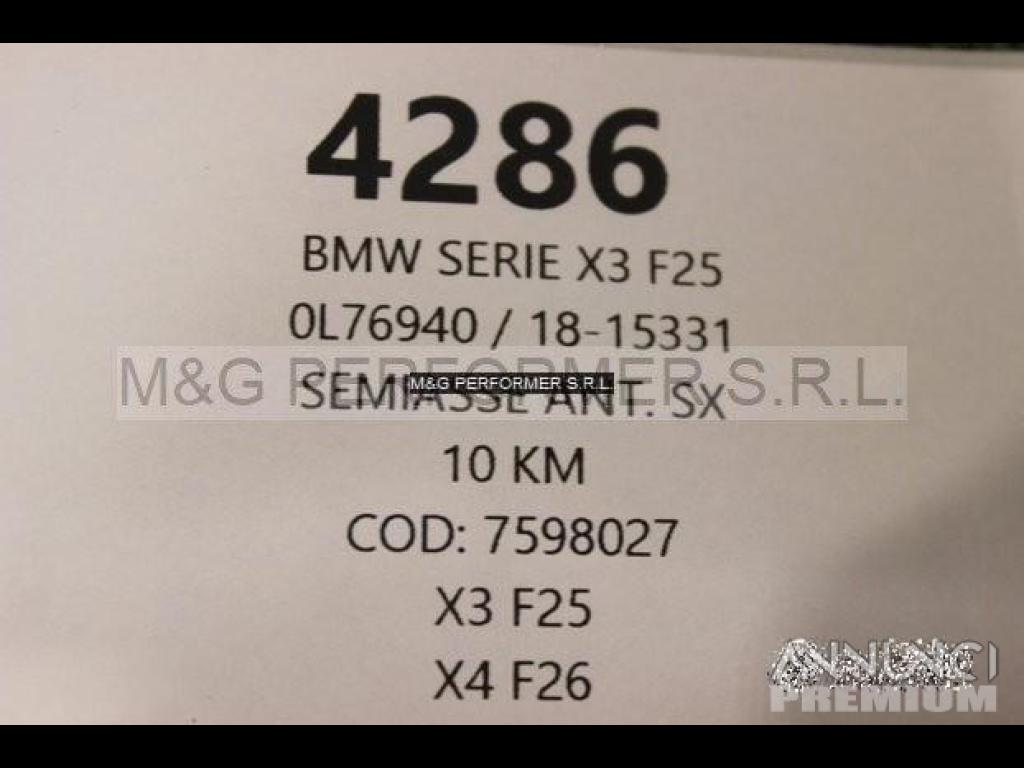 4286
BMW SERIE X3 F25
0L76940 / 18-15331
M&G PERFORMER S.R.L.
M&G PERFORMER S.R.L.
SEMIASSE ANT. SX
10 KM
COD: 7598027
X3 F25
X4 F26
ANNUNCI
PREMIUM